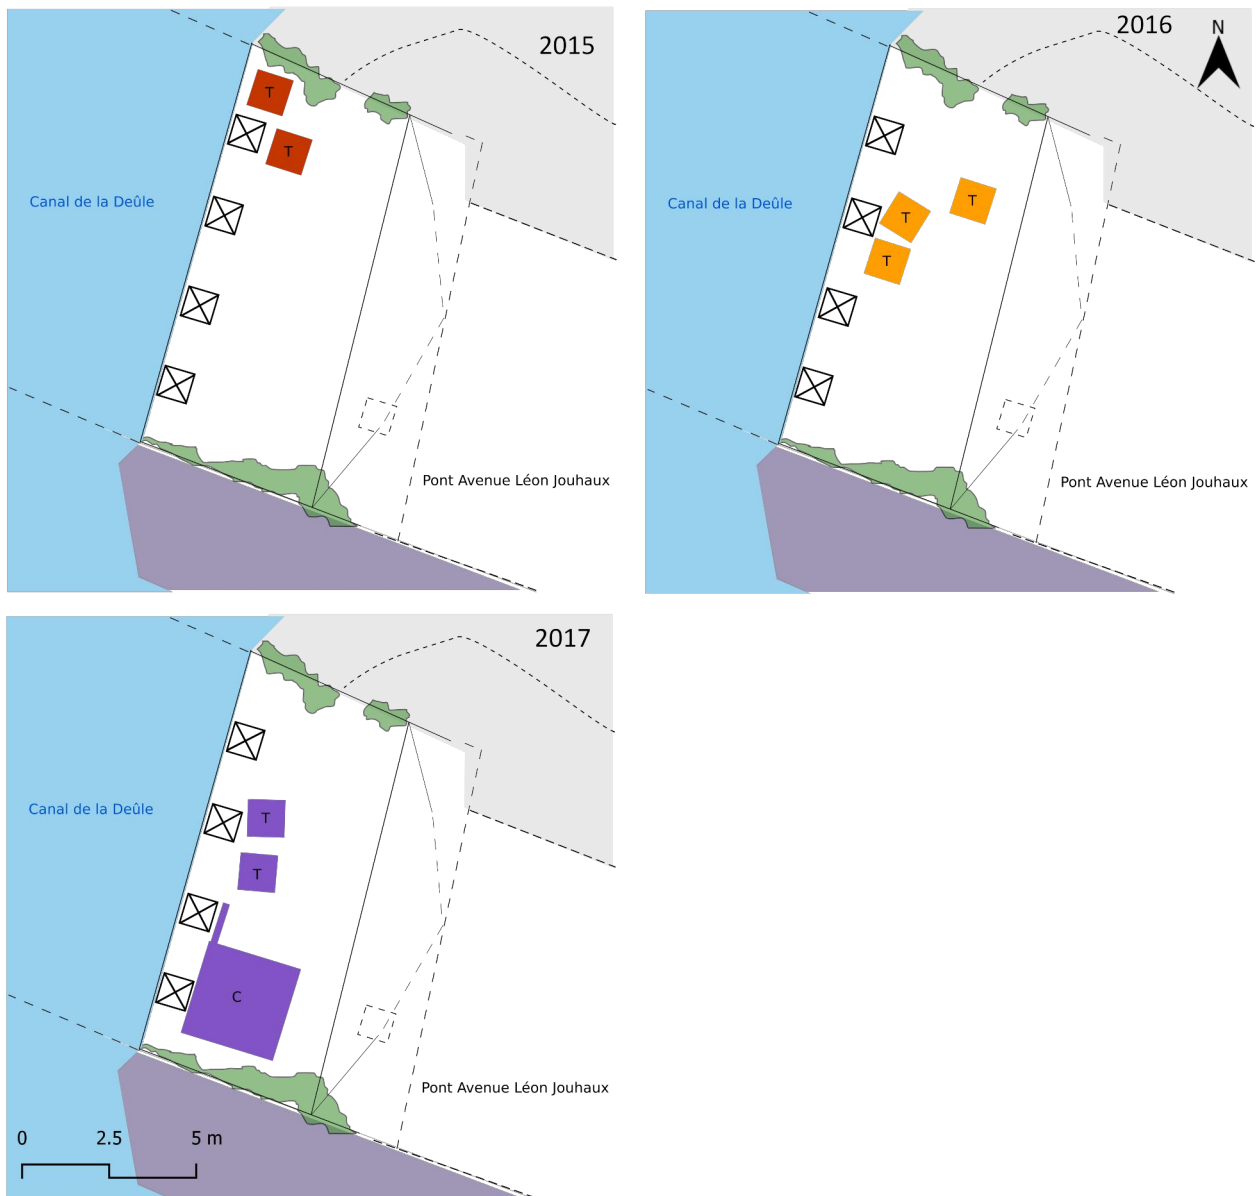 2015
T
T
Canal de la Deûle
Pont Avenue Léon Jouhaux
2016
N
T
T
T
Canal de la Deûle
Pont Avenue Léon Jouhaux
2017
Canal de la Deûle
T
T
C
Pont Avenue Léon Jouhaux
0 2.5 5 m